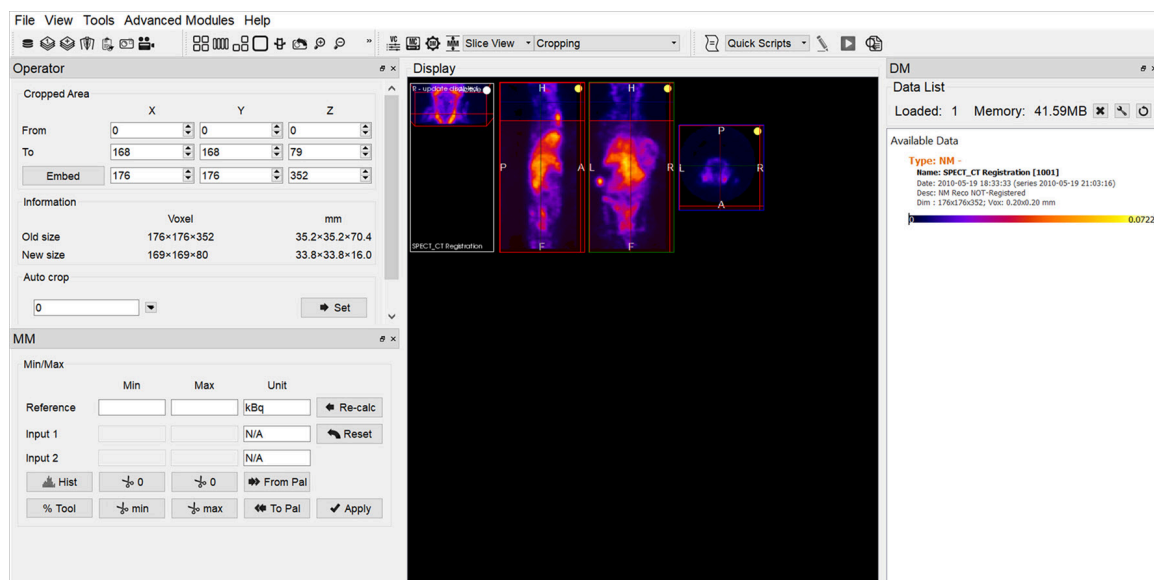 File View Tools Advanced Modules Help
» VC MC DB MM Slice View Cropping Quick Scripts
Operator
Cropped Area
X Y Z
From 0 0 0
To 168 168 79
Embed 176 176 352
Information
Voxel mm
Old size 176×176×352 35.2×35.2×70.4
New size 169×169×80 33.8×33.8×16.0
Auto crop
0 Set
MM
Min/Max
Min Max Unit
Reference kBq Re-calc
Input 1 N/A Reset
Input 2 N/A
Hist 0 0 From Pal
% Tool min max To Pal Apply
Display
R - update disabled
H H
P A L R
F F
SPECT_CT Registration
P
L R
A
DM
Data List
Loaded: 1 Memory: 41.59MB
Available Data
Type: NM -
Name: SPECT_CT Registration [1001]
Date: 2010-05-19 18:33:33 (series 2010-05-19 21:03:16)
Desc: NM Reco NOT-Registered
Dim : 176x176x352; Vox: 0.20x0.20 mm
0 0.0722